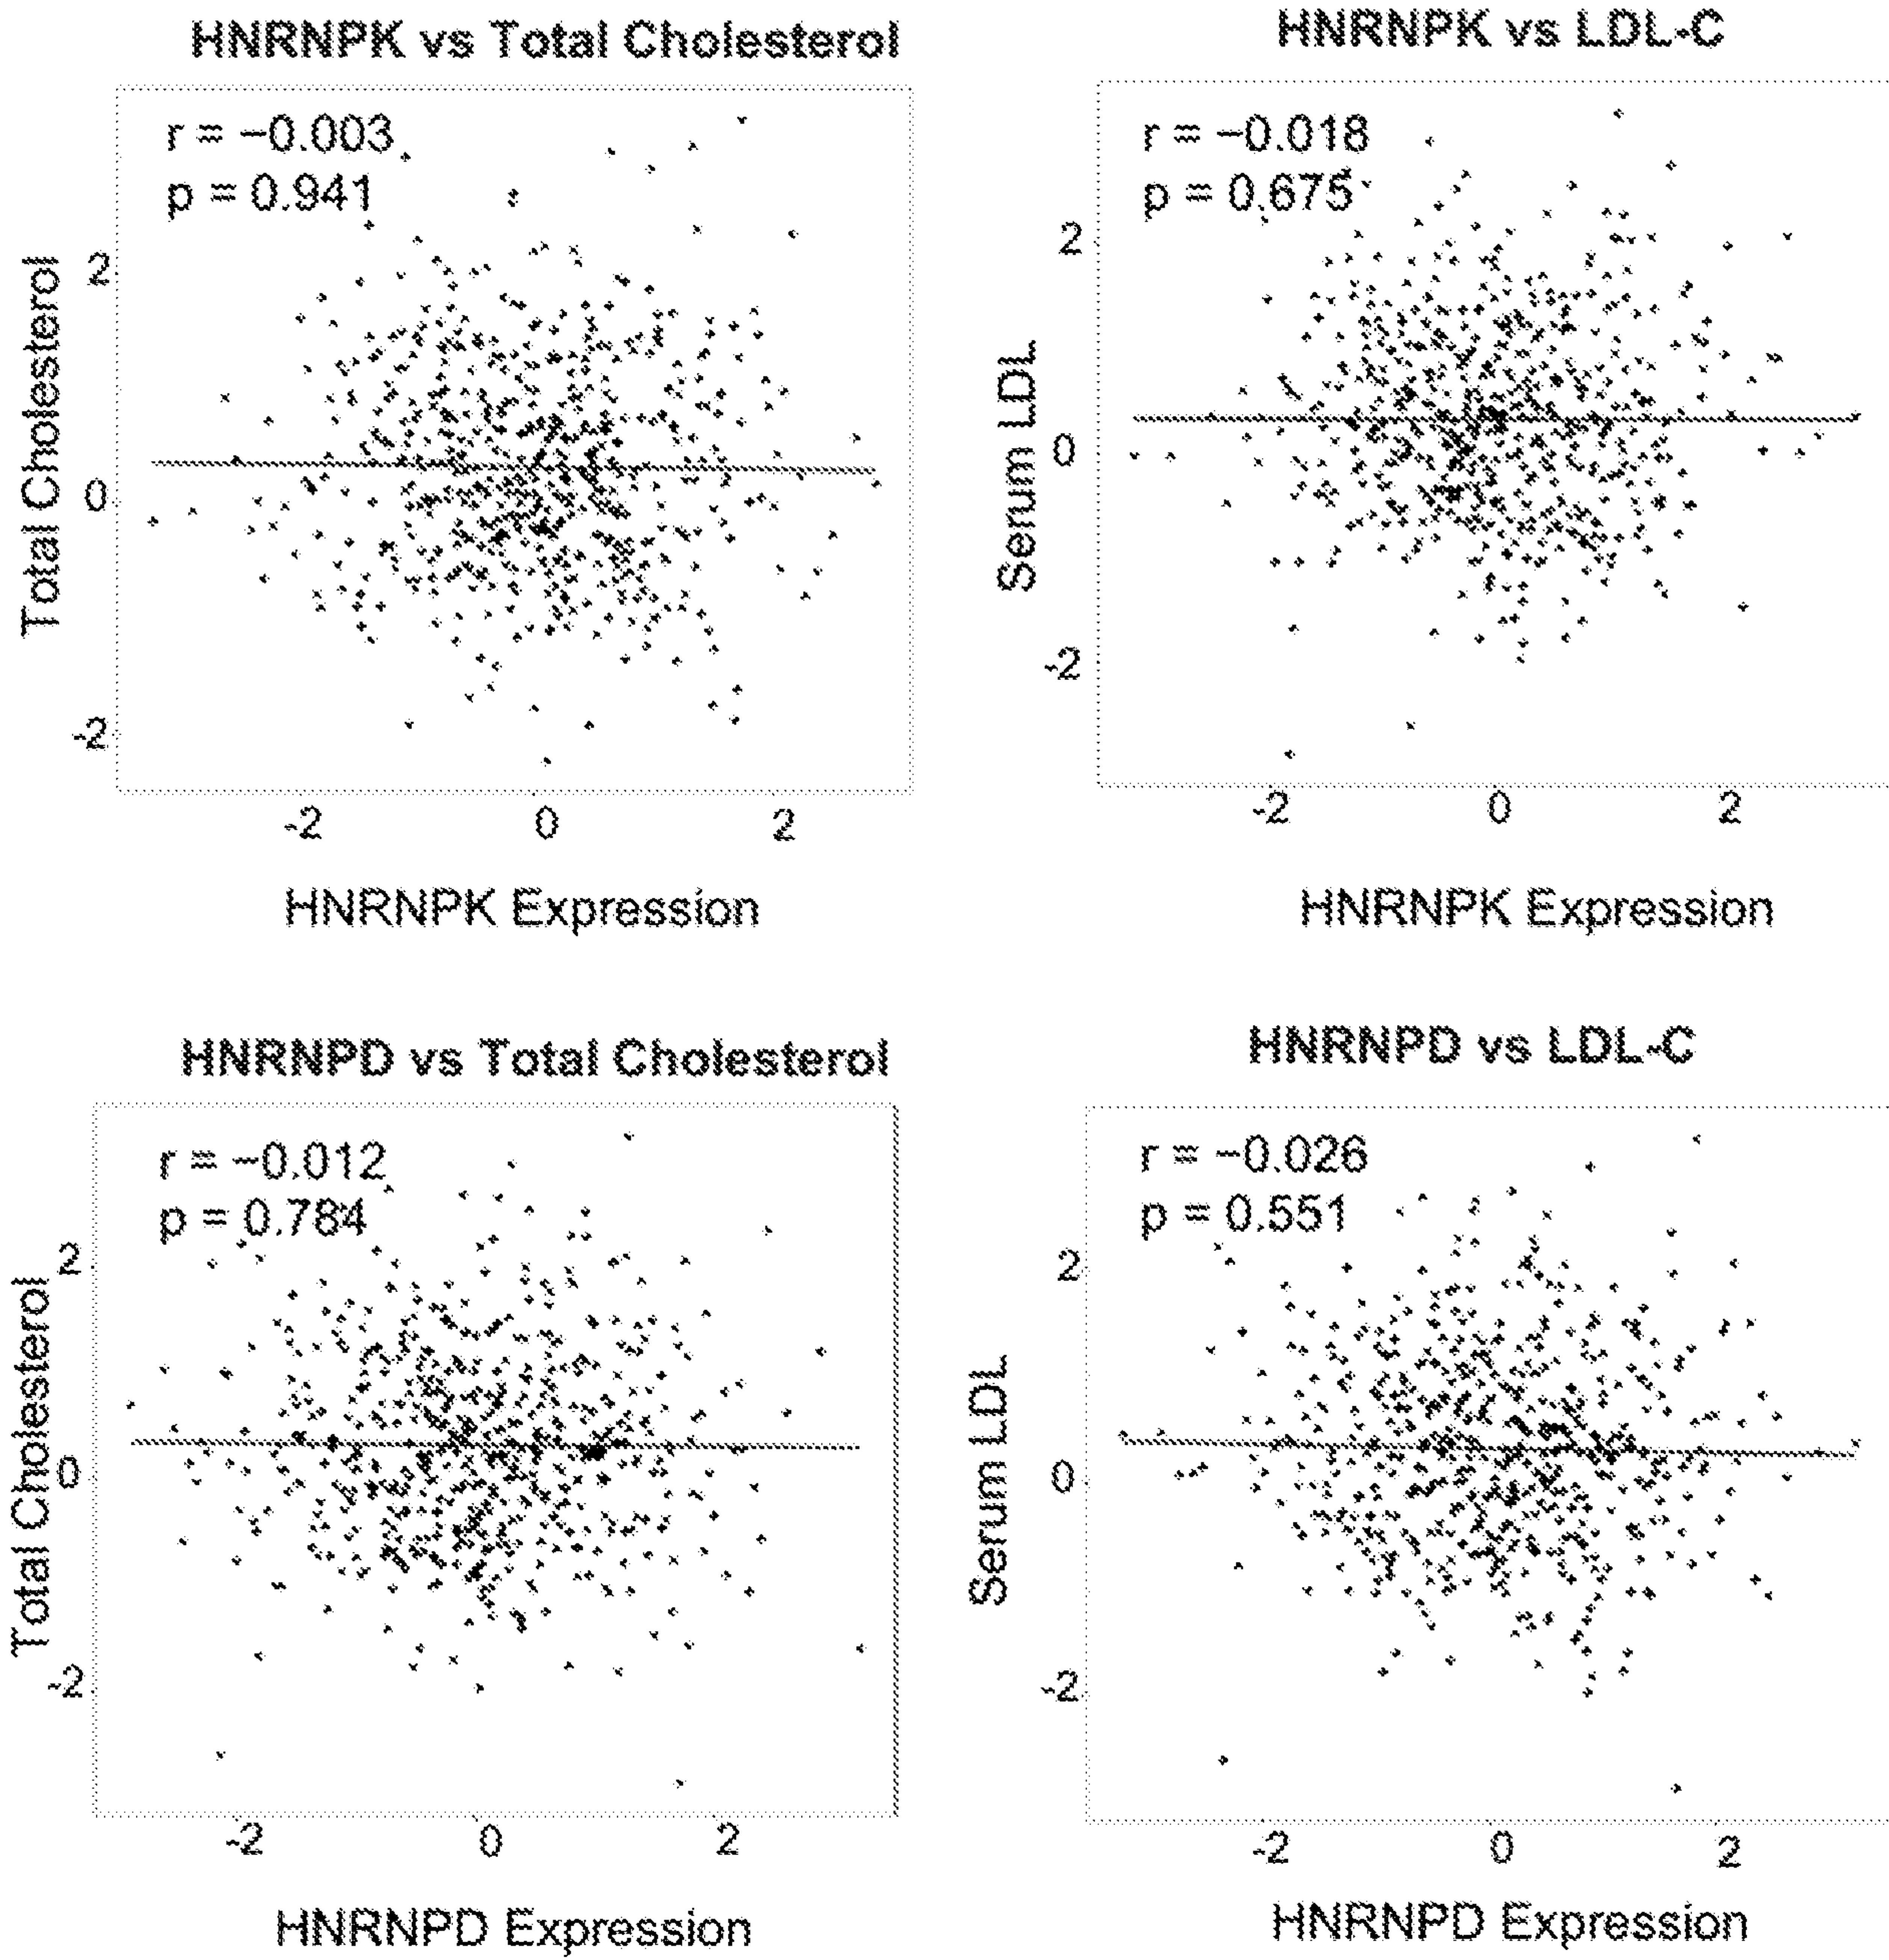 HNRNPK vs Total Cholesterol
r = −0.003
p = 0.941
Total Cholesterol
2
0
-2
-2 0 2
HNRNPK Expression
HNRNPK vs LDL-C
r = −0.018
p = 0.675
Serum LDL
2
0
-2
-2 0 2
HNRNPK Expression
HNRNPD vs Total Cholesterol
r = −0.012
p = 0.784
Total Cholesterol
2
0
-2
-2 0 2
HNRNPD Expression
HNRNPD vs LDL-C
r = −0.026
p = 0.551
Serum LDL
2
0
-2
-2 0 2
HNRNPD Expression